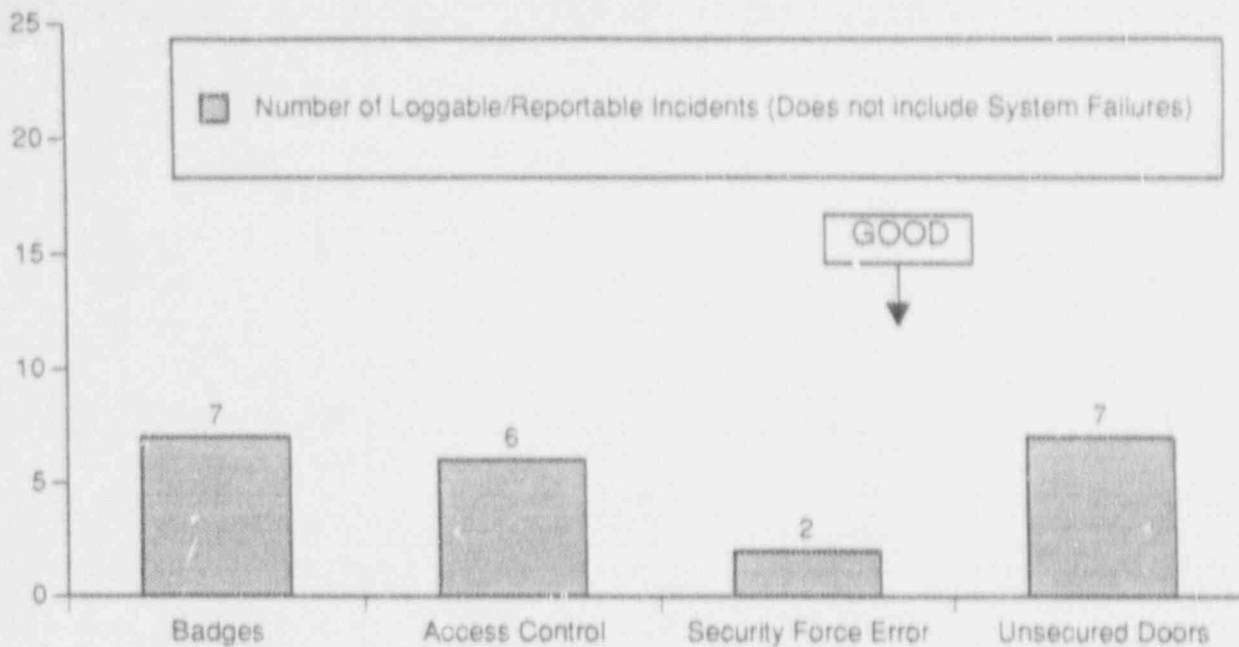 25
Number of Loggable/Reportable Incidents (Does not include System Failures)
20
GOOD
15
10
7
6
7
5
2
0
Badges
Access Control
Security Force Error
Unsecured Doors